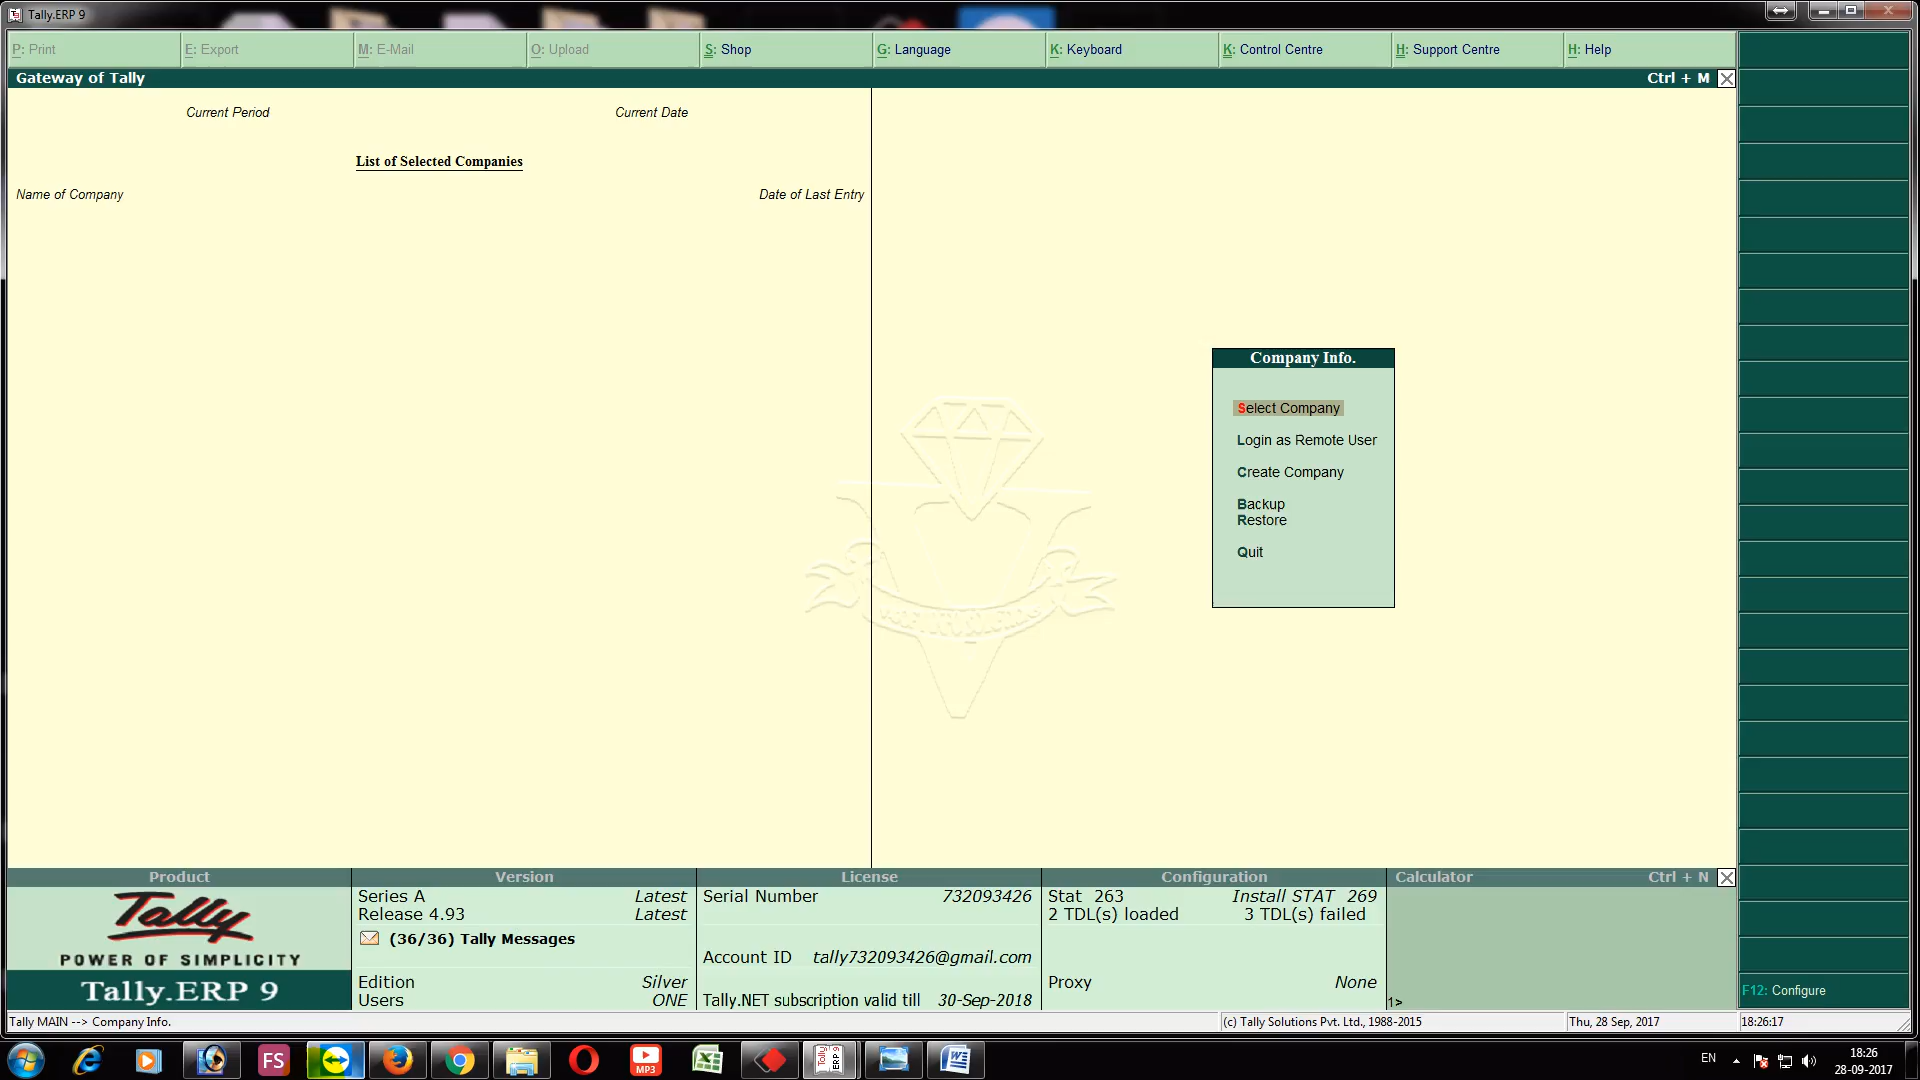 Tally.ERP 9
P: Print E: Export M: E-Mail O: Upload S: Shop G: Language K: Keyboard K: Control Centre H: Support Centre H: Help
Gateway of Tally Ctrl + M
Current Period Current Date
List of Selected Companies
Name of Company Date of Last Entry
Company Info.
Select Company
Login as Remote User
Create Company
Backup
Restore
Quit
Product Version License Configuration Calculator Ctrl + N
Tally
POWER OF SIMPLICITY
Tally.ERP 9
Series A Latest
Release 4.93 Latest
(36/36) Tally Messages
Edition Silver
Users ONE
Serial Number 732093426
Account ID tally732093426@gmail.com
Tally.NET subscription valid till 30-Sep-2018
Stat 263 Install STAT 269
2 TDL(s) loaded 3 TDL(s) failed
Proxy None
1>
F12: Configure
Tally MAIN --> Company Info. (c) Tally Solutions Pvt. Ltd., 1988-2015 Thu, 28 Sep, 2017 18:26:17
FS
MP3
Tally
ERP 9
EN
18:26
28-09-2017